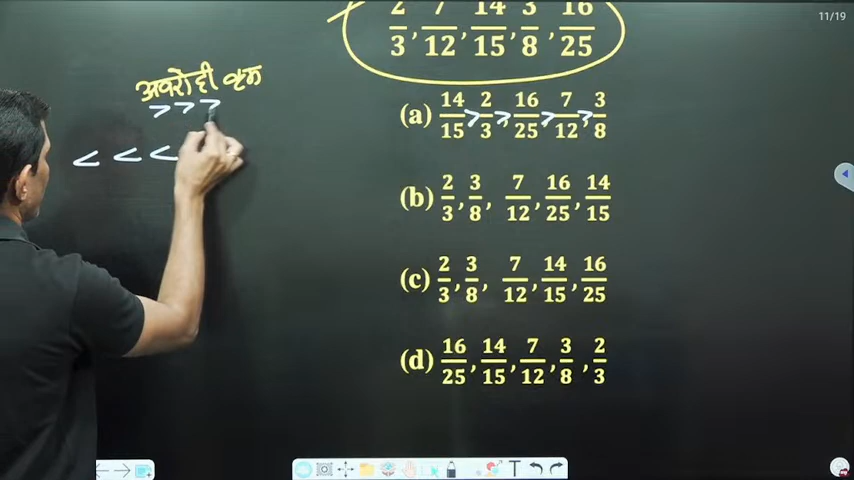 2/3, 7/12, 14/15, 3/8, 16/25
11/19
अवरोही क्रम
> > >
< < <
(a) 14/15 > 2/3 > 16/25 > 7/12 > 3/8
(b) 2/3, 3/8, 7/12, 16/25, 14/15
(c) 2/3, 3/8, 7/12, 14/15, 16/25
(d) 16/25, 14/15, 7/12, 3/8, 2/3
T